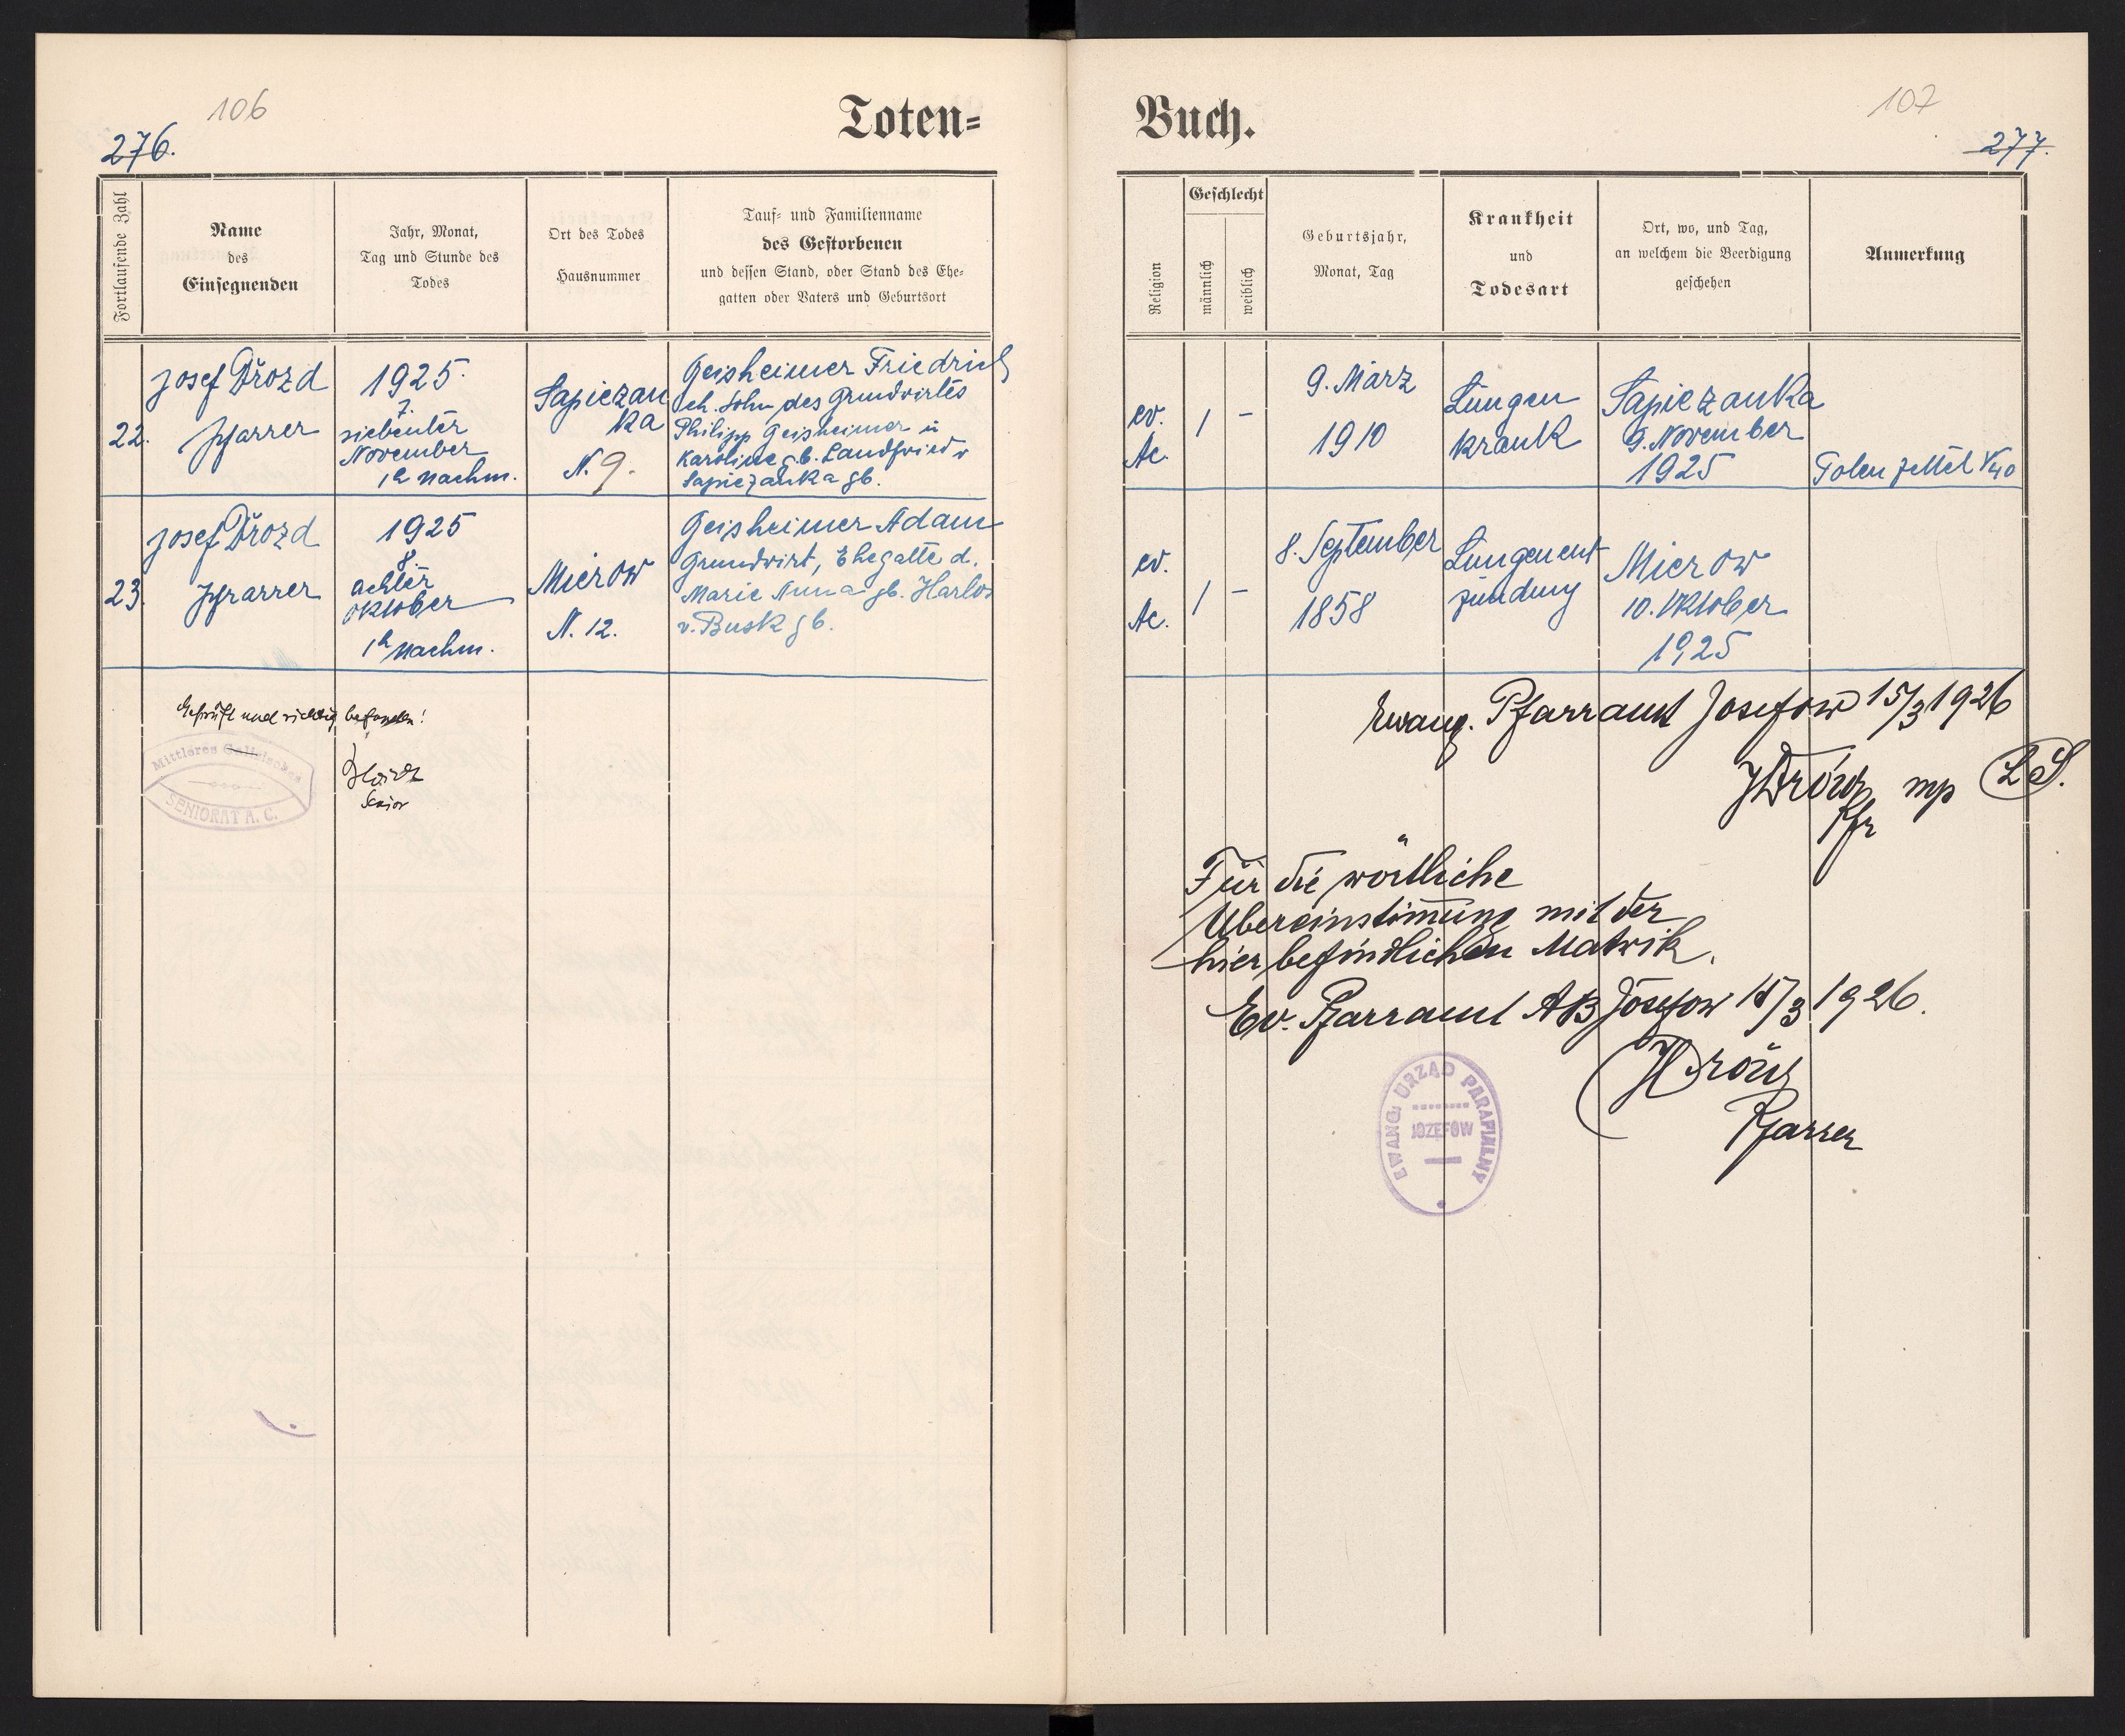 106
276.
Toten=
Fortlaufende Zahl
Name
des
Einsegnenden
Jahr, Monat,
Tag und Stunde des
Todes
Ort des Todes
Hausnummer
Tauf= und Familienname
des Gestorbenen
und dessen Stand, oder Stand des Ehe=
gatten oder Vaters und Geburtsort
22.
Josef Drozd
Pfarrer
1925.
7.
siebenter
November
1h nachm.
Sapiezan
ka
N. 9.
Geisheimer Friedrich
eh. Sohn des Grundwirtes
Philipp Geisheimer u
Karoline gb. Landfried v
Sapiezanka gb.
23.
Josef Drozd
Pfarrer
1925
8.
achter
Oktober
1h nachm.
Mierow
N. 12.
Geisheimer Adam
Grundwirt, Ehegatte d.
Marie Anna gb. Harlos
v. Busk gb.
Geprüft und richtig befunden!
Mittleres Galizisches
SENIORAT A. C.
Senior
107
277.
Buch.
Religion
Geschlecht
männlich
weiblich
Geburtsjahr,
Monat, Tag
Krankheit
und
Todesart
Ort, wo, und Tag,
an welchem die Beerdigung
geschehen
Anmerkung
ev.
Ac.
1
–
9. März
1910
Lungen
krank
Sapiezanka
9. November
1925
Totenzettel
ev.
Ac.
1
–
8. September
1858
Lungenent
zündung
Mierow
10. Oktober
1925
Evang. Pfarramt Josefow 15/3 1926
mp LS.
Pfr
Für die wörtliche
Übereinstimmung mit der
hier befindlichen Matrik.
Ev. Pfarramt AB Josefow 15/3 1926.
Pfarrer
EWANG. URZĄD PARAFIALNY
JÓZEFÓW